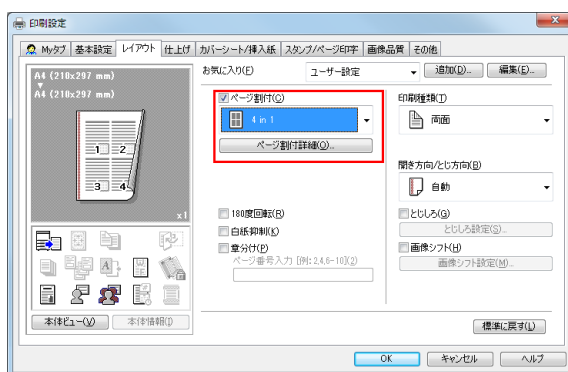 印刷設定
Myタブ 基本設定 レイアウト 仕上げ カバーシート/挿入紙 スタンプ/ページ印字 画像品質 その他
A4 (210x297 mm)
A4 (210x297 mm)
1 2
3 4
x1
本体ビュー(V) 本体情報(I)
お気に入り(F) ユーザー設定 追加(D)... 編集(E)...
ページ割付(C)
4 in 1
ページ割付詳細(O)...
180度回転(R)
白紙抑制(K)
章分け(P)
ページ番号入力 [例: 2,4,6-10](2)
印刷種類(T)
両面
開き方向/とじ方向(B)
自動
とじしろ(G)
とじしろ設定(S)...
画像シフト(H)
画像シフト設定(M)...
標準に戻す(L)
OK キャンセル ヘルプ